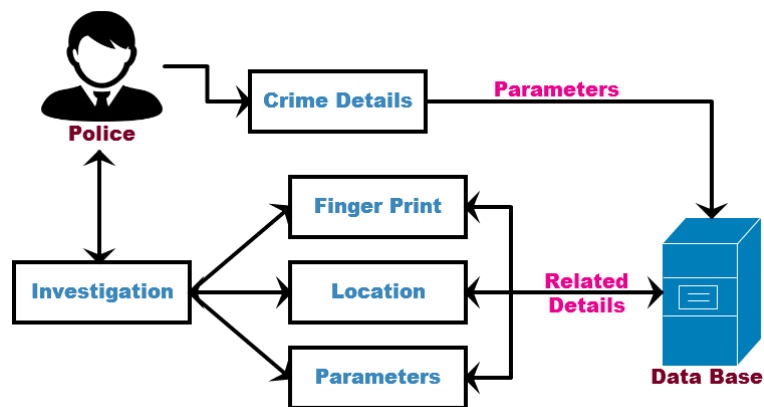 Police
Crime Details
Parameters
Finger Print
Investigation
Location
Related
Details
Parameters
Data Base